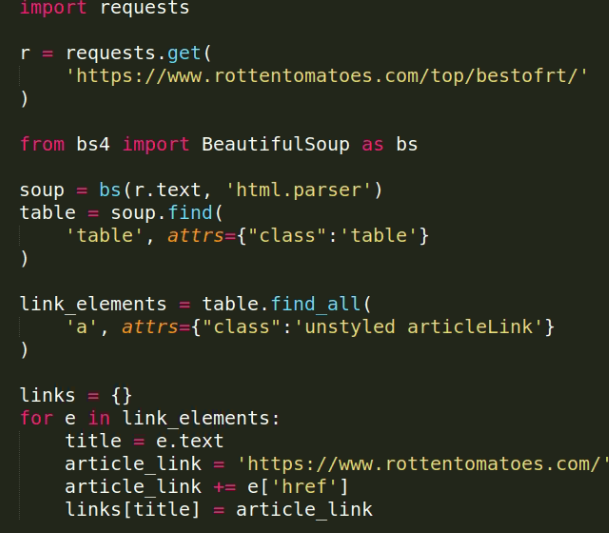 import requests
r = requests.get(
'https://www.rottentomatoes.com/top/bestofrt/'
)
from bs4 import BeautifulSoup as bs
soup = bs(r.text, 'html.parser')
table = soup.find(
'table', attrs={"class":'table'}
)
link_elements = table.find_all(
'a', attrs={"class":'unstyled articleLink'}
)
links = {}
for e in link_elements:
title = e.text
article_link = 'https://www.rottentomatoes.com/'
article_link += e['href']
links[title] = article_link